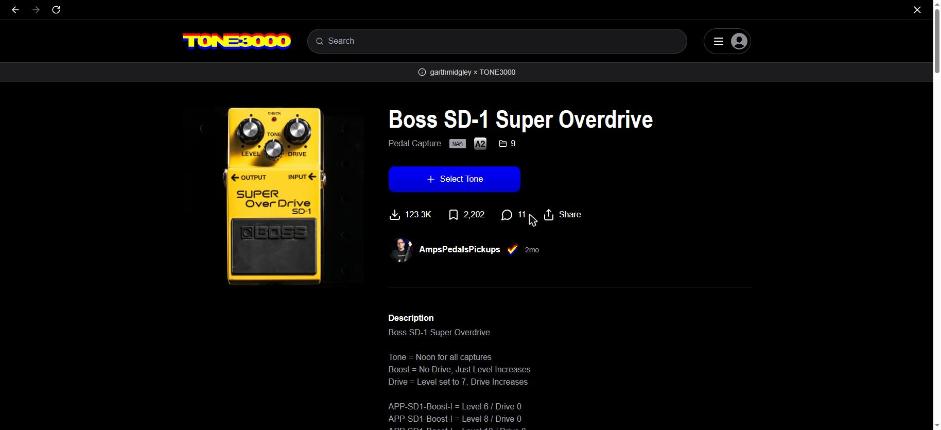 TONE3000
Search
garthmidgley × TONE3000
Boss SD-1 Super Overdrive
Pedal Capture NAM A2 9
Select Tone
123.3K 2,202 11 Share
AmpsPedalsPickups 2mo
CHECK
TONE
LEVEL DRIVE
OUTPUT INPUT
SUPER
OverDrive
SD-1
BOSS
Description
Boss SD-1 Super Overdrive
Tone = Noon for all captures
Boost = No Drive, Just Level Increases
Drive = Level set to 7, Drive Increases
APP-SD1-Boost-I = Level 6 / Drive 0
APP SD1 Boost I = Level 8 / Drive 0